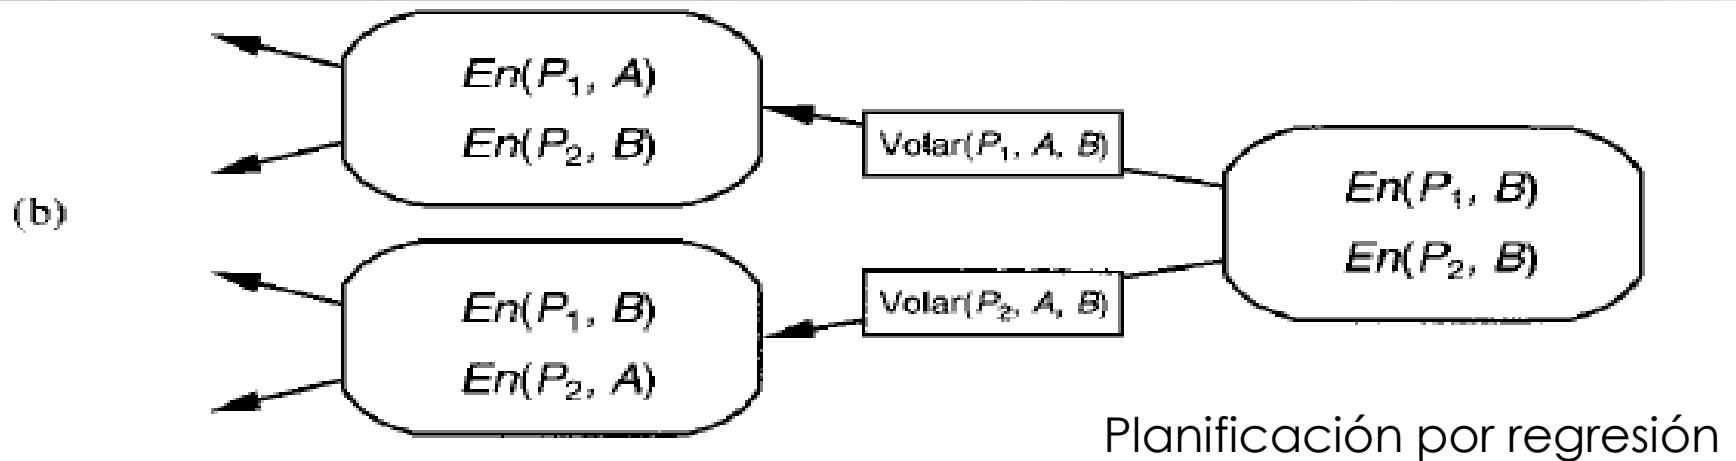 (b)
En(P₁, A)
En(P₂, B)
Volar(P₁, A, B)
En(P₁, B)
En(P₂, B)
En(P₁, B)
En(P₂, A)
Volar(P₂, A, B)
Planificación por regresión